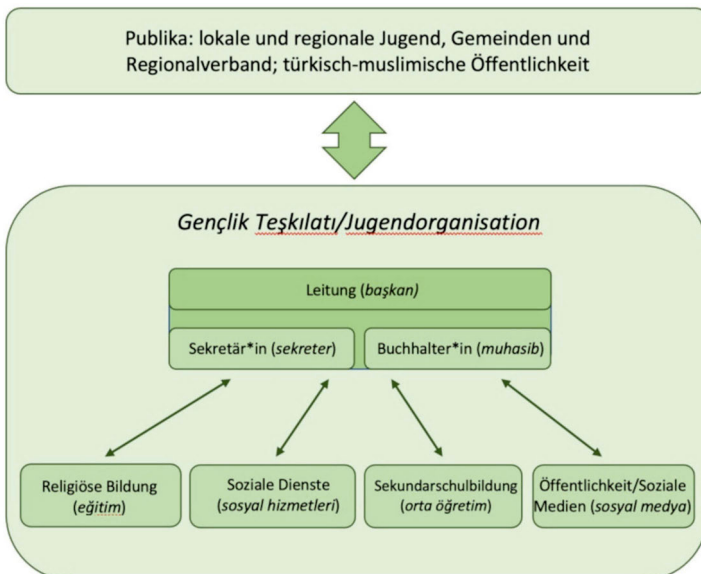 Publika: lokale und regionale Jugend, Gemeinden und
Regionalverband; türkisch-muslimische Öffentlichkeit
Gençlik Teşkılatı/Jugendorganisation
Leitung (başkan)
Sekretär*in (sekreter)
Buchhalter*in (muhasib)
Religiöse Bildung
(eğitim)
Soziale Dienste
(sosyal hizmetleri)
Sekundarschulbildung
(orta öğretim)
Öffentlichkeit/Soziale
Medien (sosyal medya)